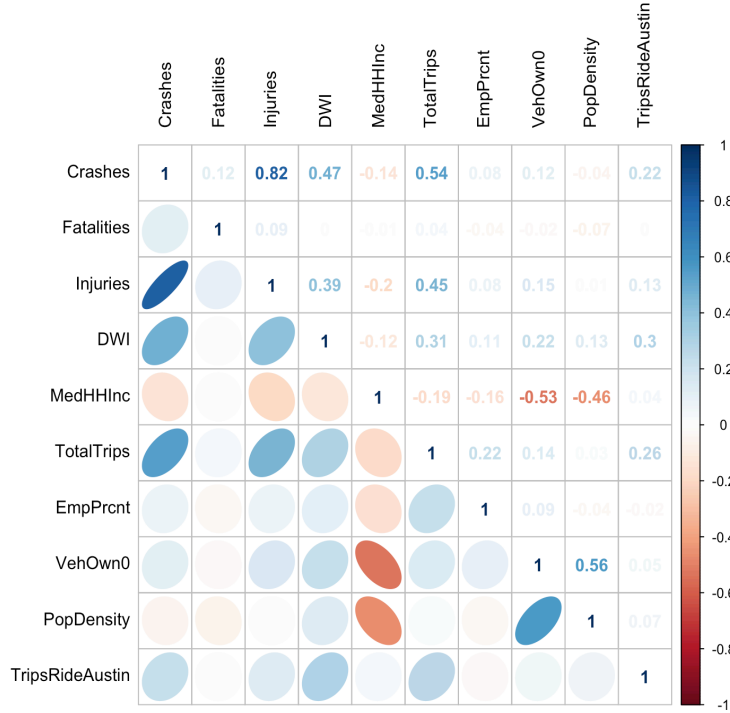 Crashes Fatalities Injuries DWI MedHHInc TotalTrips EmpPrcnt VehOwn0 PopDensity TripsRideAustin
Crashes 1 0.12 0.82 0.47 -0.14 0.54 0.08 0.12 -0.04 0.22
Fatalities 1 0.09 0 -0.01 0.04 -0.04 -0.02 -0.07 0
Injuries 1 0.39 -0.2 0.45 0.08 0.15 0.01 0.13
DWI 1 -0.12 0.31 0.11 0.22 0.13 0.3
MedHHInc 1 -0.19 -0.16 -0.53 -0.46 0.04
TotalTrips 1 0.22 0.14 0.03 0.26
EmpPrcnt 1 0.09 -0.04 -0.02
VehOwn0 1 0.56 0.05
PopDensity 1 0.07
TripsRideAustin 1
1
0.8
0.6
0.4
0.2
0
-0.2
-0.4
-0.6
-0.8
-1